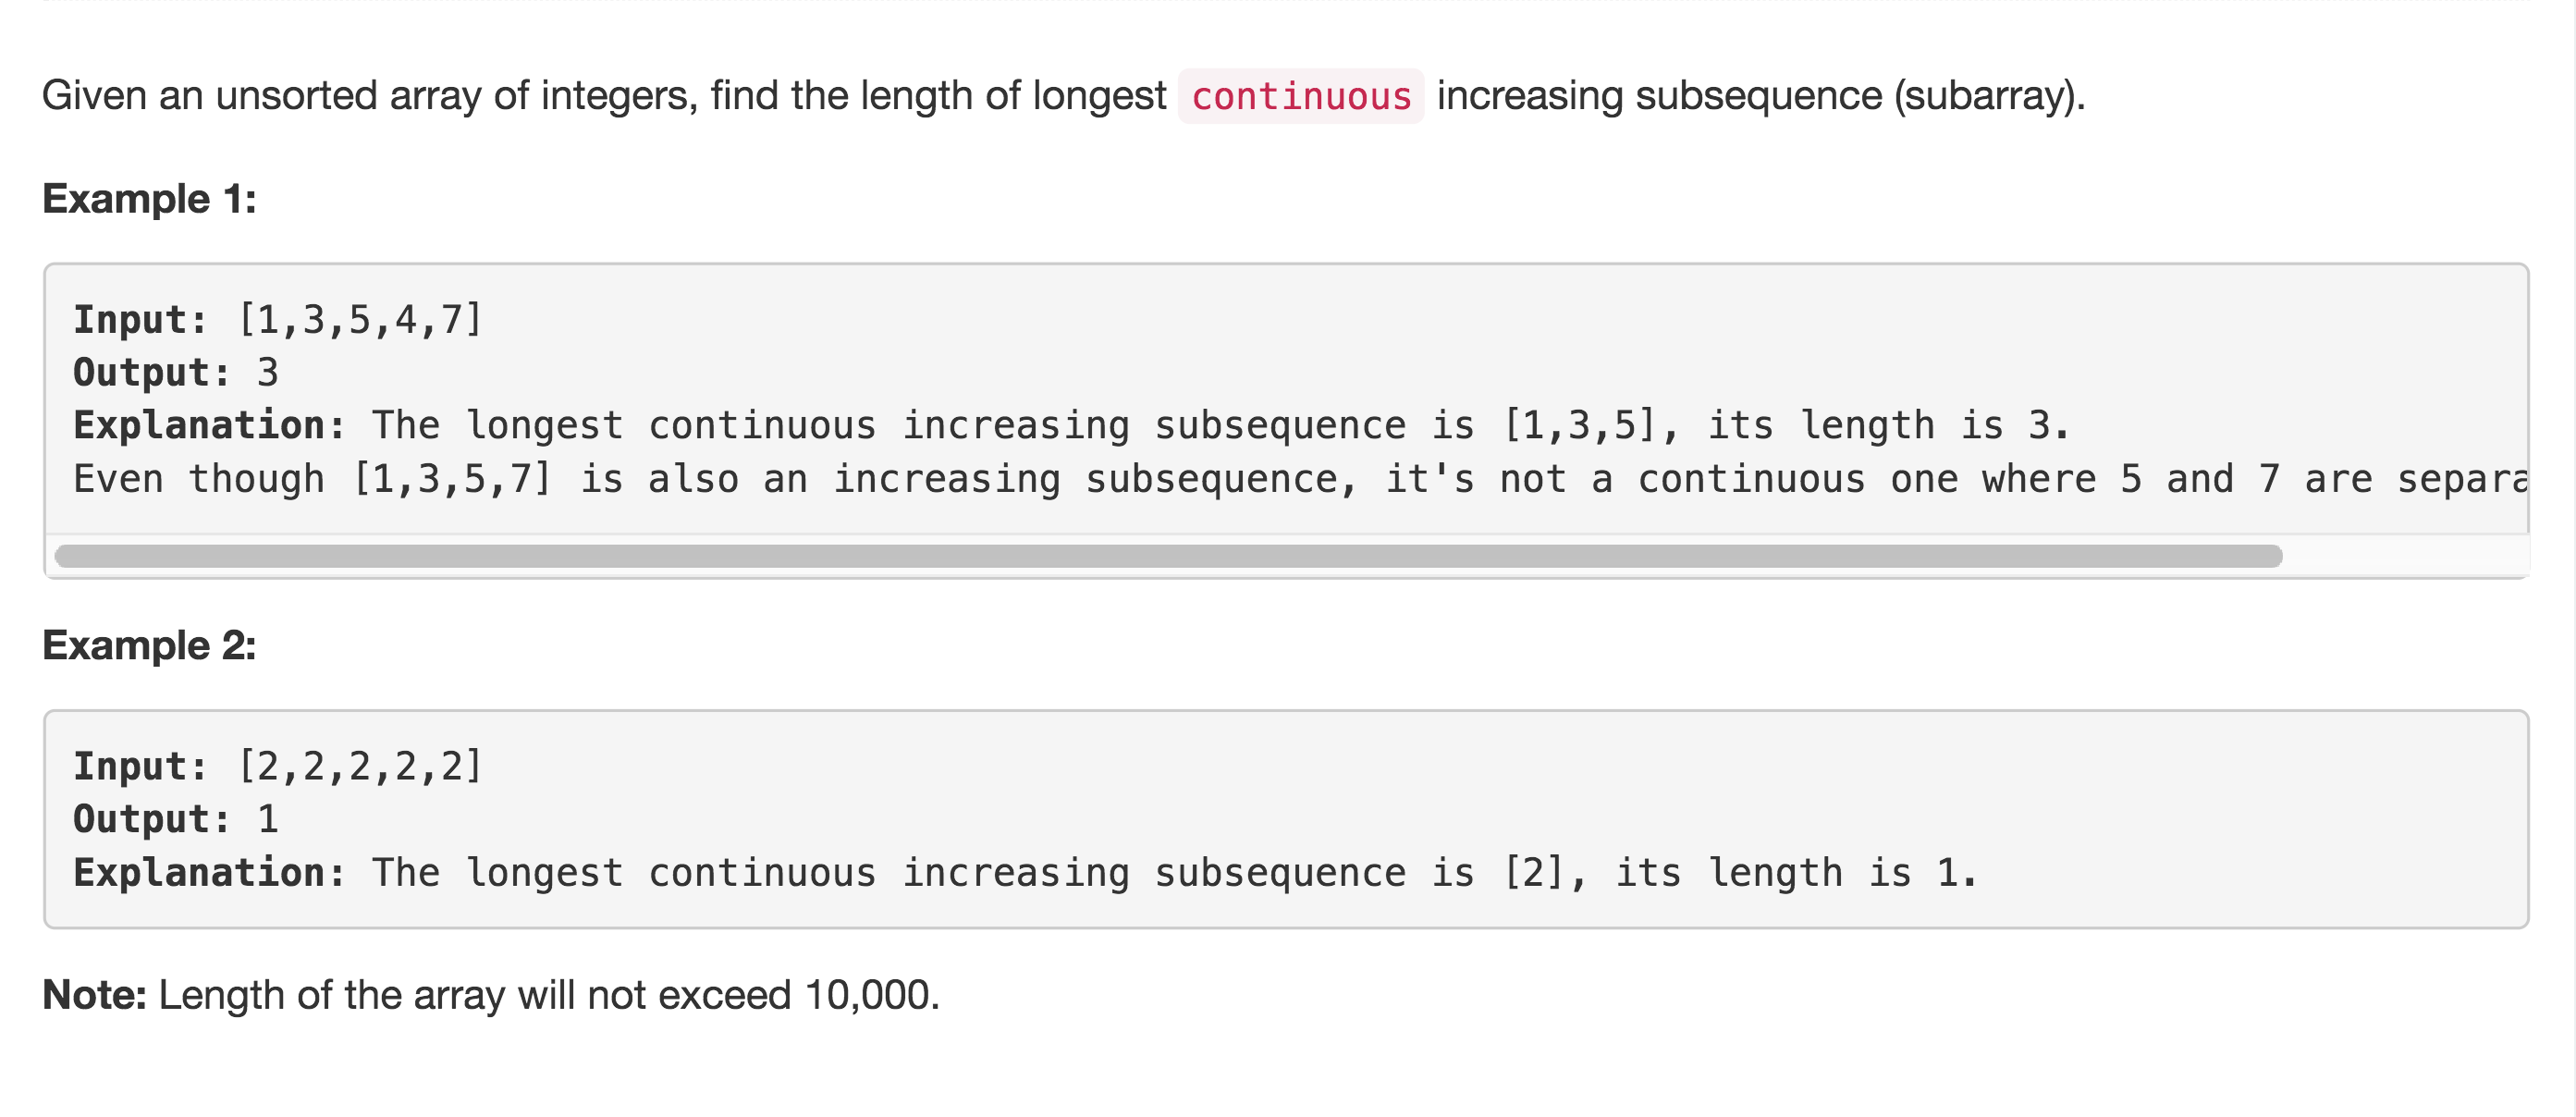 Given an unsorted array of integers, find the length of longest continuous increasing subsequence (subarray).
Example 1:
Input: [1,3,5,4,7]
Output: 3
Explanation: The longest continuous increasing subsequence is [1,3,5], its length is 3.
Even though [1,3,5,7] is also an increasing subsequence, it's not a continuous one where 5 and 7 are separa
Example 2:
Input: [2,2,2,2,2]
Output: 1
Explanation: The longest continuous increasing subsequence is [2], its length is 1.
Note: Length of the array will not exceed 10,000.